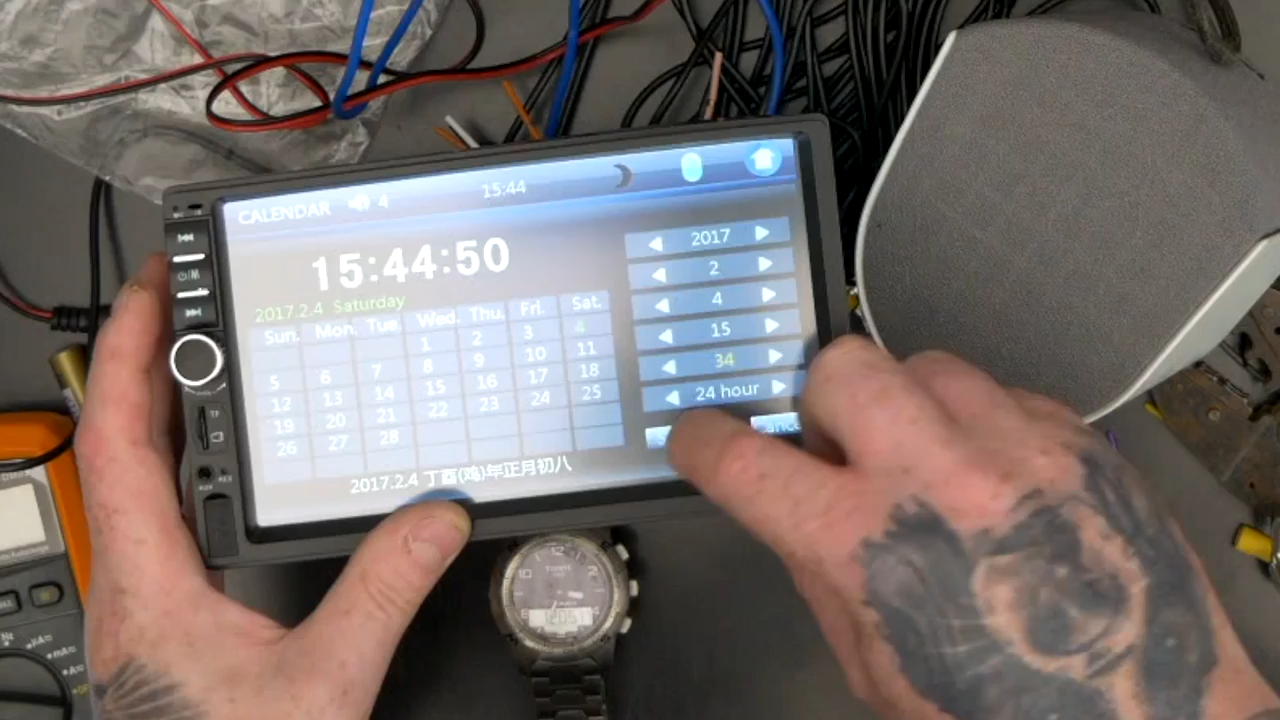 CALENDAR 4 15:44
15:44:50
2017.2.4 Saturday
Sun. Mon. Tue. Wed. Thu. Fri. Sat.
1 2 3 4
5 6 7 8 9 10 11
12 13 14 15 16 17 18
19 20 21 22 23 24 25
26 27 28
2017.2.4 丁酉(鸡)年正月初八
2017
2
4
15
34
24 hour
TF
RES
12